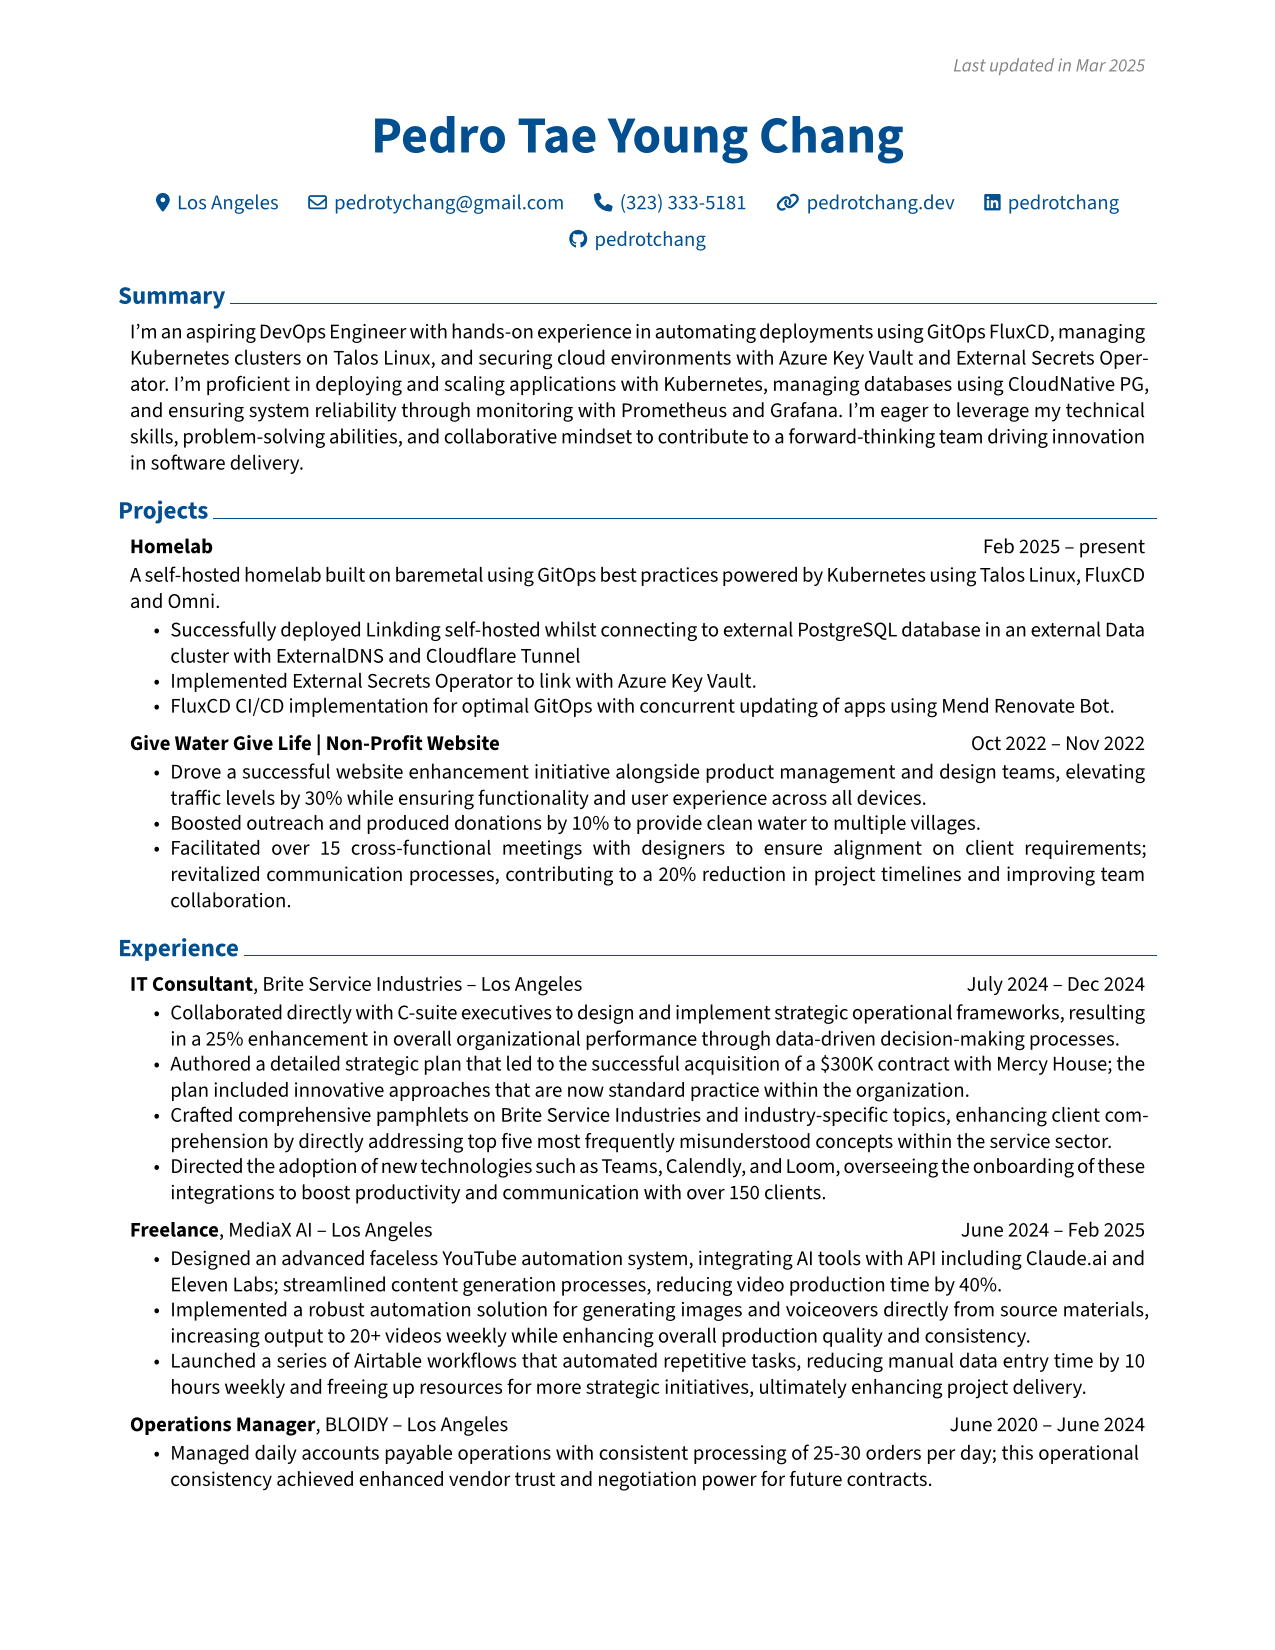 Last updated in Mar 2025
Pedro Tae Young Chang
Los Angeles pedrotychang@gmail.com (323) 333-5181 pedrotchang.dev pedrotchang
pedrotchang
Summary
I’m an aspiring DevOps Engineer with hands-on experience in automating deployments using GitOps FluxCD, managing
Kubernetes clusters on Talos Linux, and securing cloud environments with Azure Key Vault and External Secrets Oper-
ator. I’m proficient in deploying and scaling applications with Kubernetes, managing databases using CloudNative PG,
and ensuring system reliability through monitoring with Prometheus and Grafana. I’m eager to leverage my technical
skills, problem-solving abilities, and collaborative mindset to contribute to a forward-thinking team driving innovation
in software delivery.
Projects
Homelab Feb 2025 – present
A self-hosted homelab built on baremetal using GitOps best practices powered by Kubernetes using Talos Linux, FluxCD
and Omni.
• Successfully deployed Linkding self-hosted whilst connecting to external PostgreSQL database in an external Data
cluster with ExternalDNS and Cloudflare Tunnel
• Implemented External Secrets Operator to link with Azure Key Vault.
• FluxCD CI/CD implementation for optimal GitOps with concurrent updating of apps using Mend Renovate Bot.
Give Water Give Life | Non-Profit Website Oct 2022 – Nov 2022
• Drove a successful website enhancement initiative alongside product management and design teams, elevating
traffic levels by 30% while ensuring functionality and user experience across all devices.
• Boosted outreach and produced donations by 10% to provide clean water to multiple villages.
• Facilitated over 15 cross-functional meetings with designers to ensure alignment on client requirements;
revitalized communication processes, contributing to a 20% reduction in project timelines and improving team
collaboration.
Experience
IT Consultant, Brite Service Industries – Los Angeles July 2024 – Dec 2024
• Collaborated directly with C-suite executives to design and implement strategic operational frameworks, resulting
in a 25% enhancement in overall organizational performance through data-driven decision-making processes.
• Authored a detailed strategic plan that led to the successful acquisition of a $300K contract with Mercy House; the
plan included innovative approaches that are now standard practice within the organization.
• Crafted comprehensive pamphlets on Brite Service Industries and industry-specific topics, enhancing client com-
prehension by directly addressing top five most frequently misunderstood concepts within the service sector.
• Directed the adoption of new technologies such as Teams, Calendly, and Loom, overseeing the onboarding of these
integrations to boost productivity and communication with over 150 clients.
Freelance, MediaX AI – Los Angeles June 2024 – Feb 2025
• Designed an advanced faceless YouTube automation system, integrating AI tools with API including Claude.ai and
Eleven Labs; streamlined content generation processes, reducing video production time by 40%.
• Implemented a robust automation solution for generating images and voiceovers directly from source materials,
increasing output to 20+ videos weekly while enhancing overall production quality and consistency.
• Launched a series of Airtable workflows that automated repetitive tasks, reducing manual data entry time by 10
hours weekly and freeing up resources for more strategic initiatives, ultimately enhancing project delivery.
Operations Manager, BLOIDY – Los Angeles June 2020 – June 2024
• Managed daily accounts payable operations with consistent processing of 25-30 orders per day; this operational
consistency achieved enhanced vendor trust and negotiation power for future contracts.